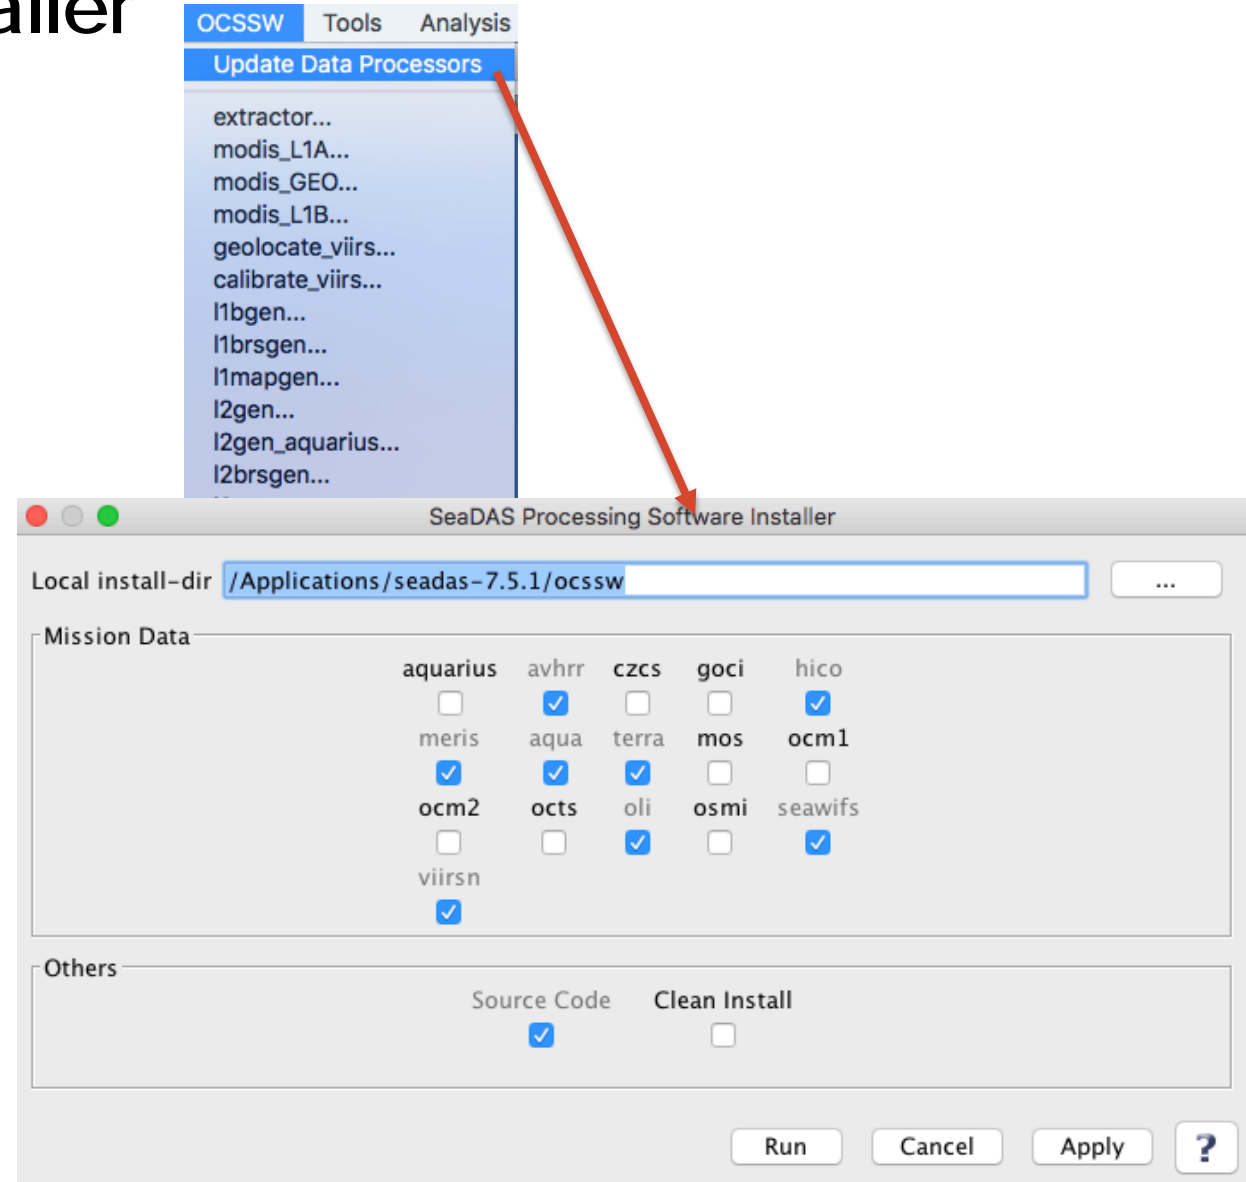 aller
OCSSW Tools Analysis
Update Data Processors
extractor...
modis_L1A...
modis_GEO...
modis_L1B...
geolocate_viirs...
calibrate_viirs...
l1bgen...
l1brsgen...
l1mapgen...
l2gen...
l2gen_aquarius...
l2brsgen...
SeaDAS Processing Software Installer
Local install-dir /Applications/seadas-7.5.1/ocssw ...
Mission Data
aquarius avhrr czcs goci hico
meris aqua terra mos ocm1
ocm2 octs oli osmi seawifs
viirsn
Others
Source Code Clean Install
Run Cancel Apply ?